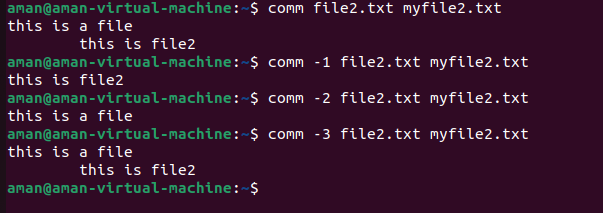 aman@aman-virtual-machine:~$ comm file2.txt myfile2.txt
this is a file
        this is file2
aman@aman-virtual-machine:~$ comm -1 file2.txt myfile2.txt
this is file2
aman@aman-virtual-machine:~$ comm -2 file2.txt myfile2.txt
this is a file
aman@aman-virtual-machine:~$ comm -3 file2.txt myfile2.txt
this is a file
        this is file2
aman@aman-virtual-machine:~$